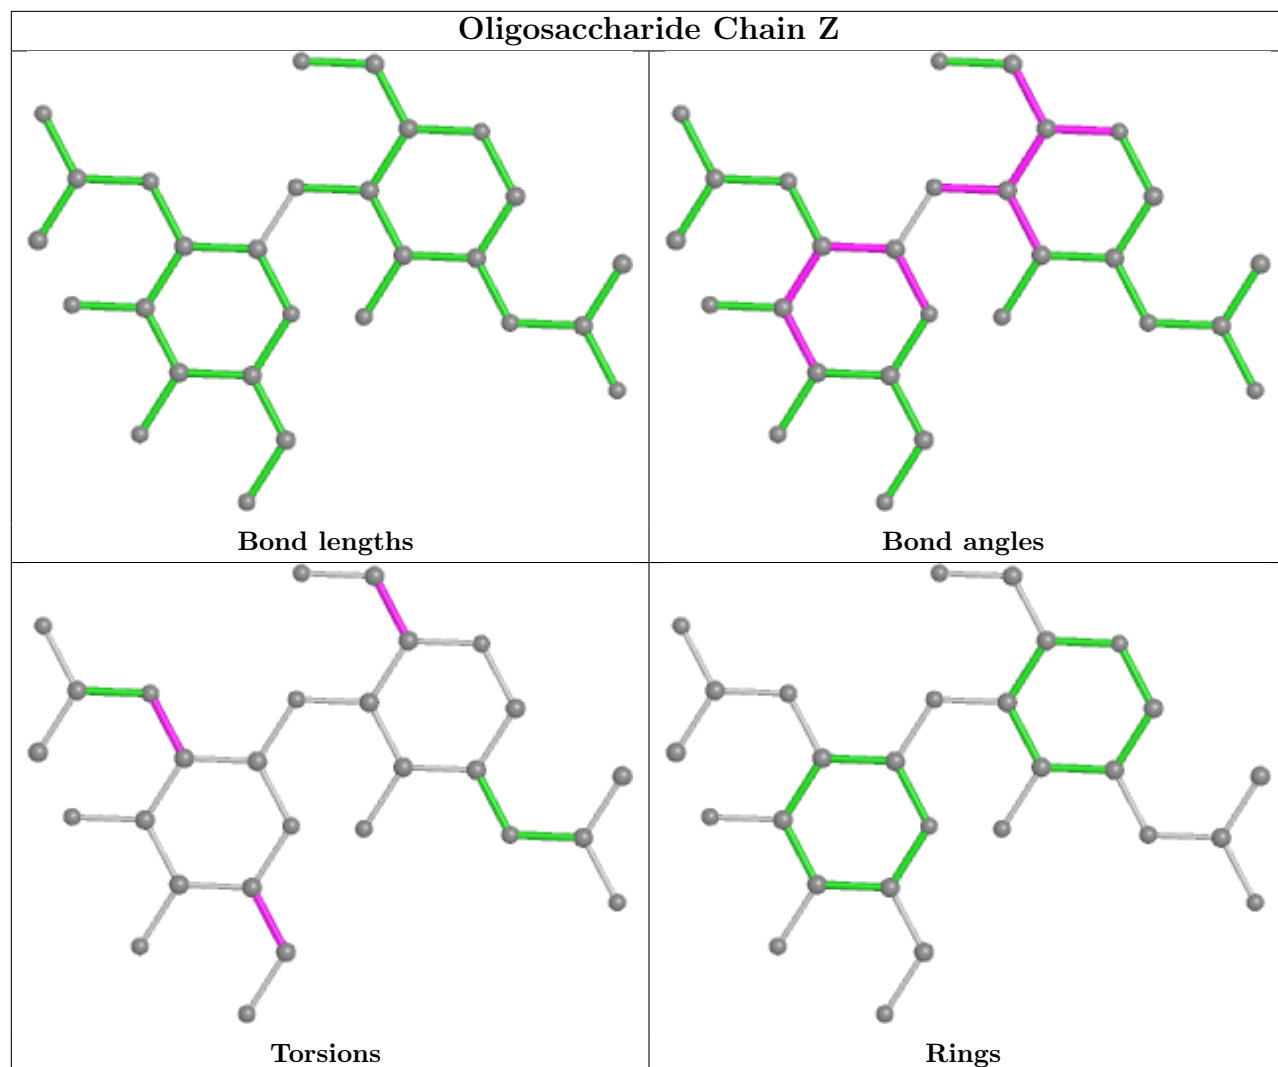 Oligosaccharide Chain Z
Bond lengths
Bond angles
Torsions
Rings